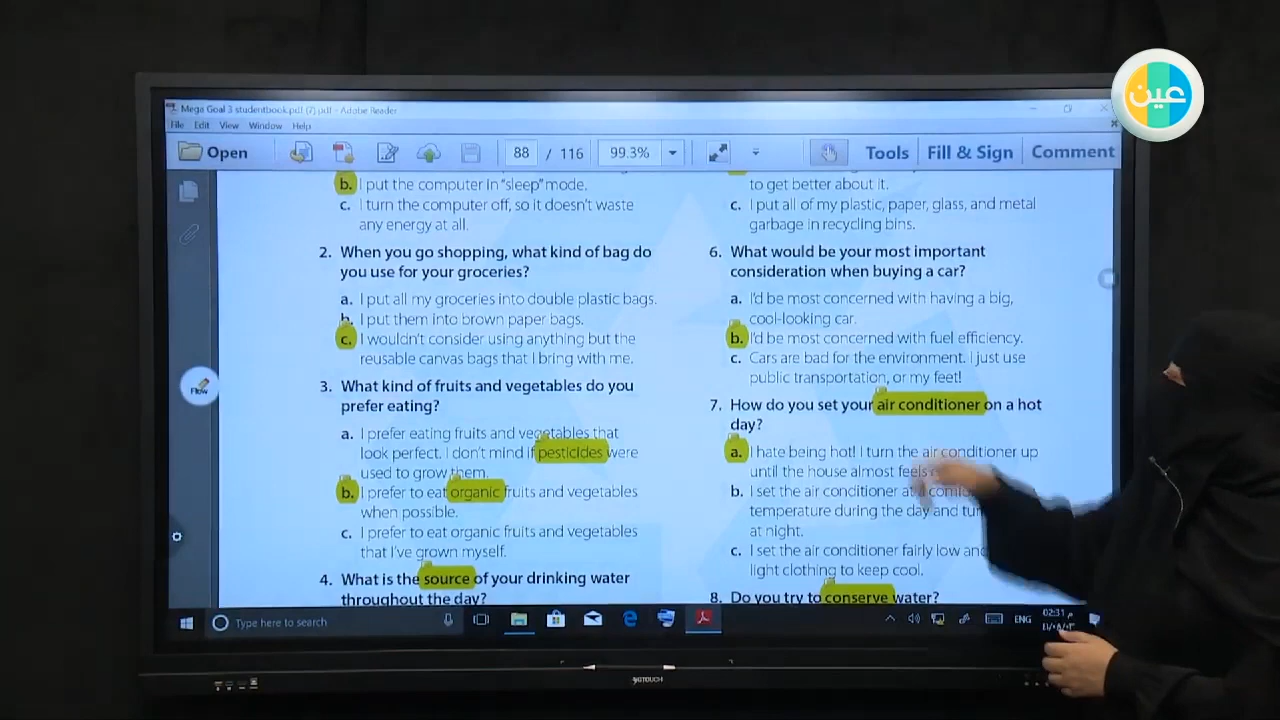 عين
Mega Goal 3 studentbook.pdf (7).pdf - Adobe Reader
File Edit View Window Help
Open 88 / 116 99.3% Tools Fill & Sign Comment
b. I put the computer in "sleep" mode.
c. I turn the computer off, so it doesn't waste
any energy at all.
2. When you go shopping, what kind of bag do
you use for your groceries?
a. I put all my groceries into double plastic bags.
b. I put them into brown paper bags.
c. I wouldn't consider using anything but the
reusable canvas bags that I bring with me.
3. What kind of fruits and vegetables do you
prefer eating?
a. I prefer eating fruits and vegetables that
look perfect. I don't mind if pesticides were
used to grow them.
b. I prefer to eat organic fruits and vegetables
when possible.
c. I prefer to eat organic fruits and vegetables
that I've grown myself.
4. What is the source of your drinking water
throughout the day?
to get better about it.
c. I put all of my plastic, paper, glass, and metal
garbage in recycling bins.
6. What would be your most important
consideration when buying a car?
a. I'd be most concerned with having a big,
cool-looking car.
b. I'd be most concerned with fuel efficiency.
c. Cars are bad for the environment. I just use
public transportation, or my feet!
7. How do you set your air conditioner on a hot
day?
a. I hate being hot! I turn the air conditioner up
until the house almost feels
b. I set the air conditioner at a
temperature during the day and
at night.
c. I set the air conditioner fairly low and
light clothing to keep cool.
8. Do you try to conserve water?
Flow
Type here to search
ENG
02:31 م
YGTOUCH